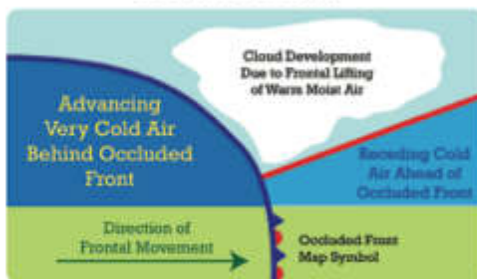 Cloud Development
Due to Frontal Lifting
of Warm Moist Air
Advancing
Very Cold Air
Behind Occluded
Front
Receding Cold
Air Ahead of
Occluded Front
Direction of
Frontal Movement
Occluded Front
Map Symbol